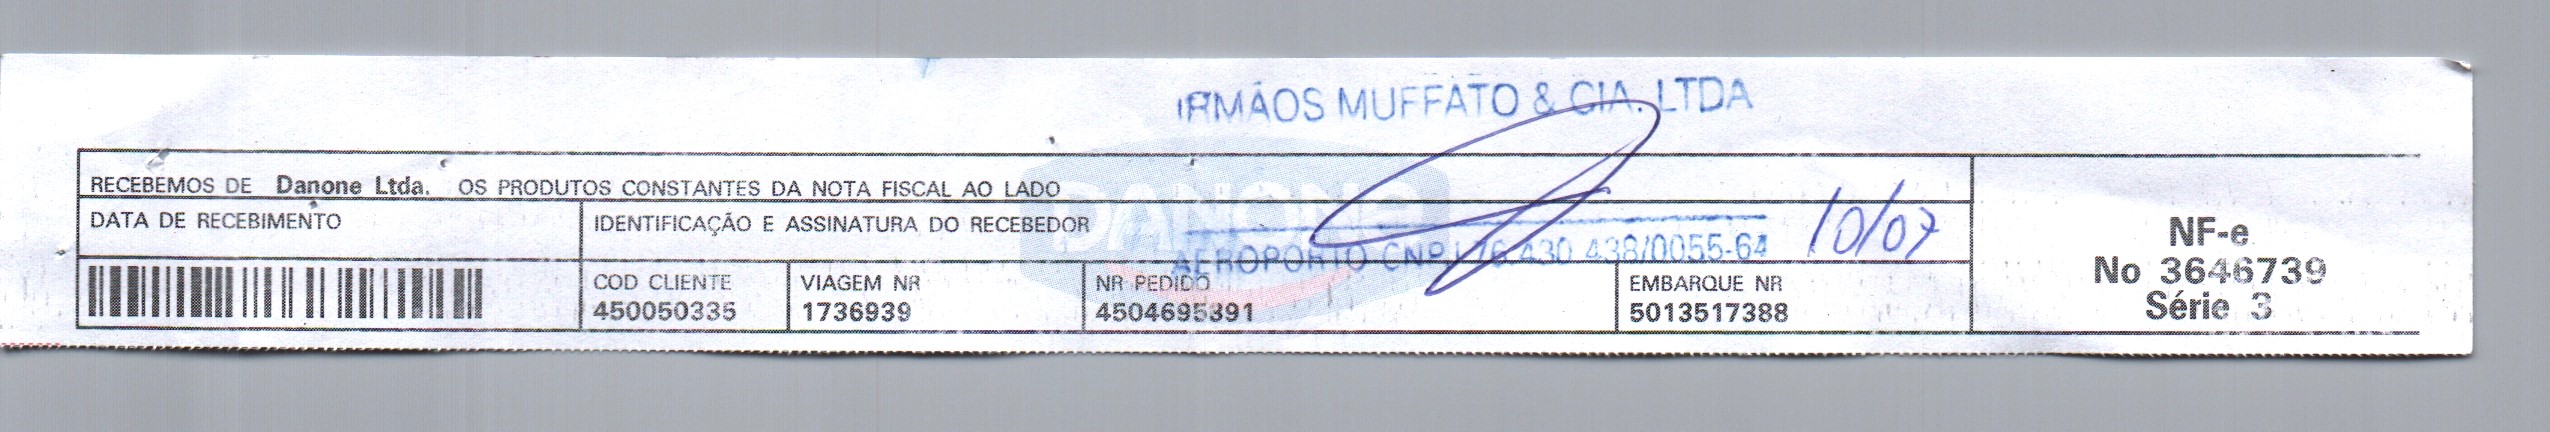 IRMÃOS MUFFATO & CIA. LTDA
RECEBEMOS DE Danone Ltda. OS PRODUTOS CONSTANTES DA NOTA FISCAL AO LADO
DANONE
DATA DE RECEBIMENTO
IDENTIFICAÇÃO E ASSINATURA DO RECEBEDOR
AEROPORTO CNPJ 76.430.438/0055-64
10/07
COD CLIENTE
450050335
VIAGEM NR
1736939
NR PEDIDO
4504695391
EMBARQUE NR
5013517388
NF-e
No 3646739
Série 3